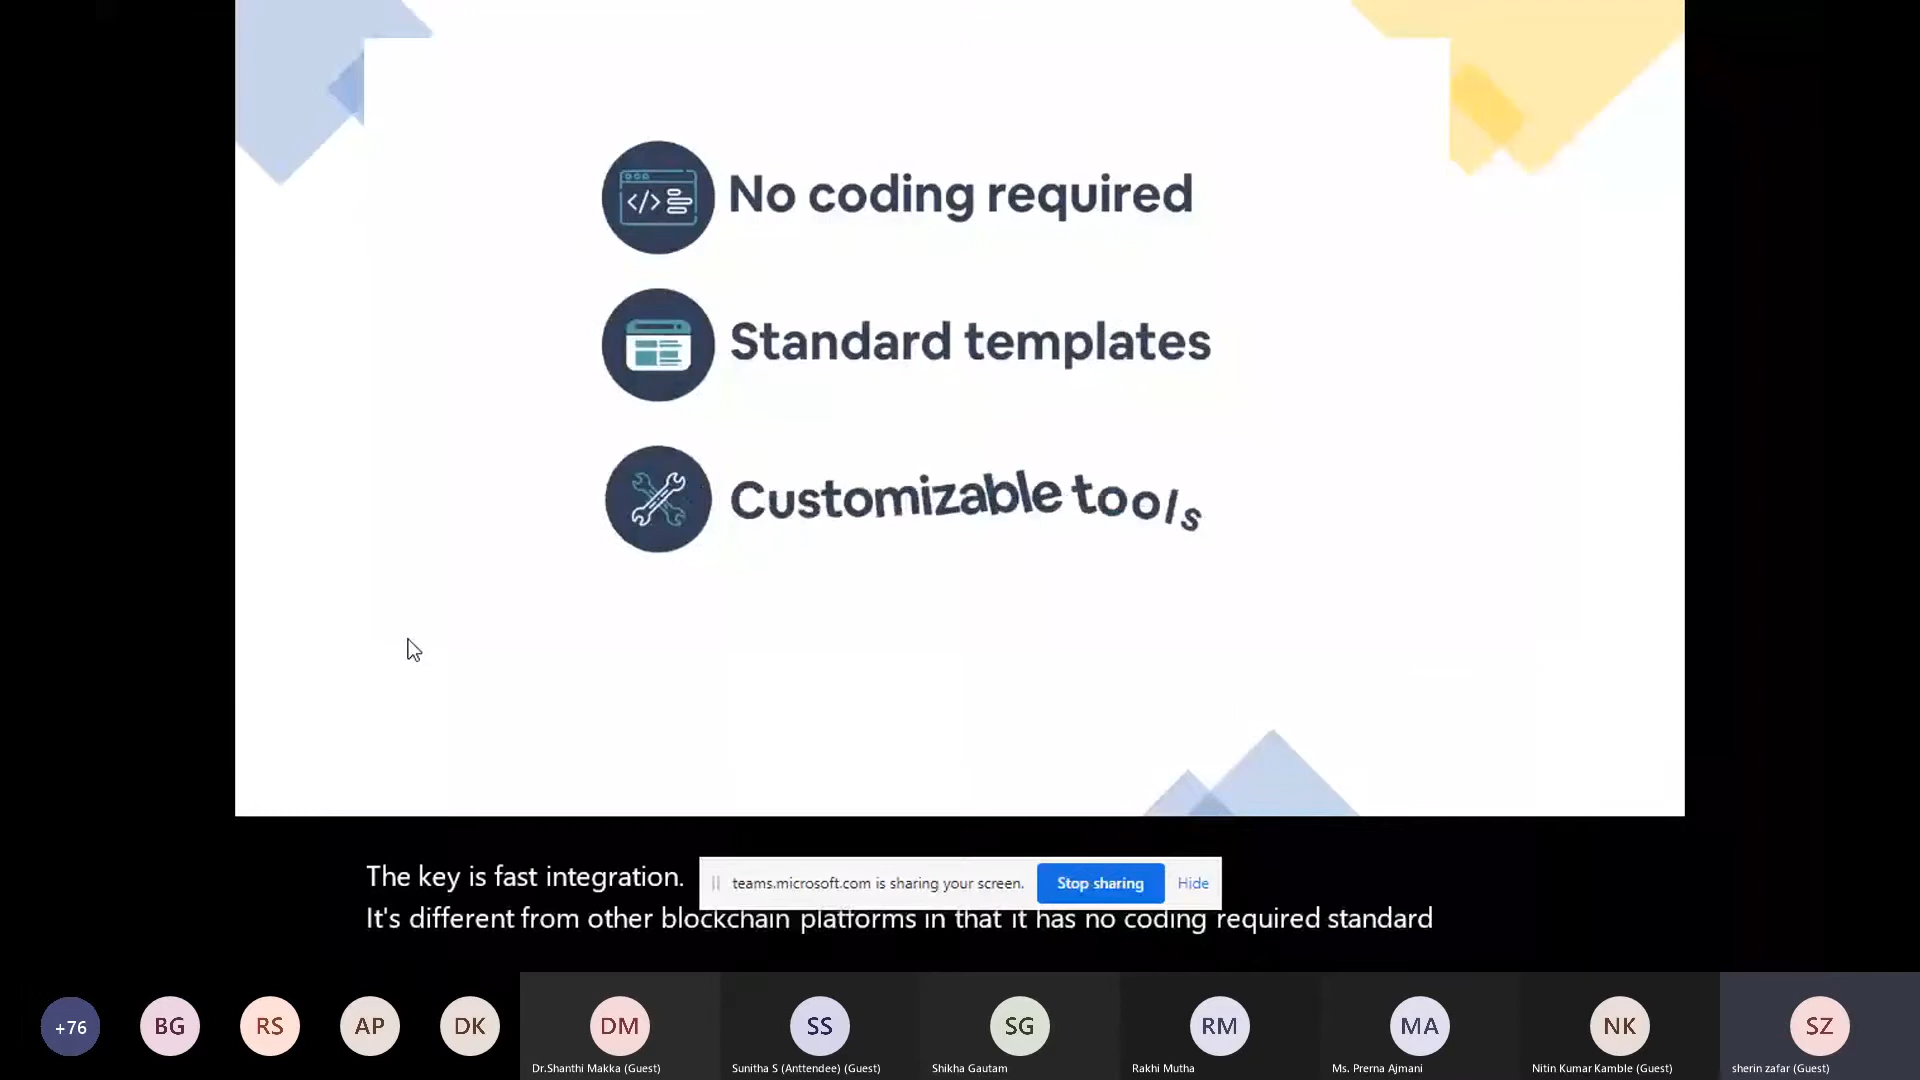 No coding required
Standard templates
Customizable tools
The key is fast integration.
teams.microsoft.com is sharing your screen. Stop sharing Hide
It's different from other blockchain platforms in that it has no coding required standard
+76 BG RS AP DK DM SS SG RM MA NK SZ
Dr.Shanthi Makka (Guest) Sunitha S (Anttendee) (Guest) Shikha Gautam Rakhi Mutha Ms. Prerna Ajmani Nitin Kumar Kamble (Guest) sherin zafar (Guest)